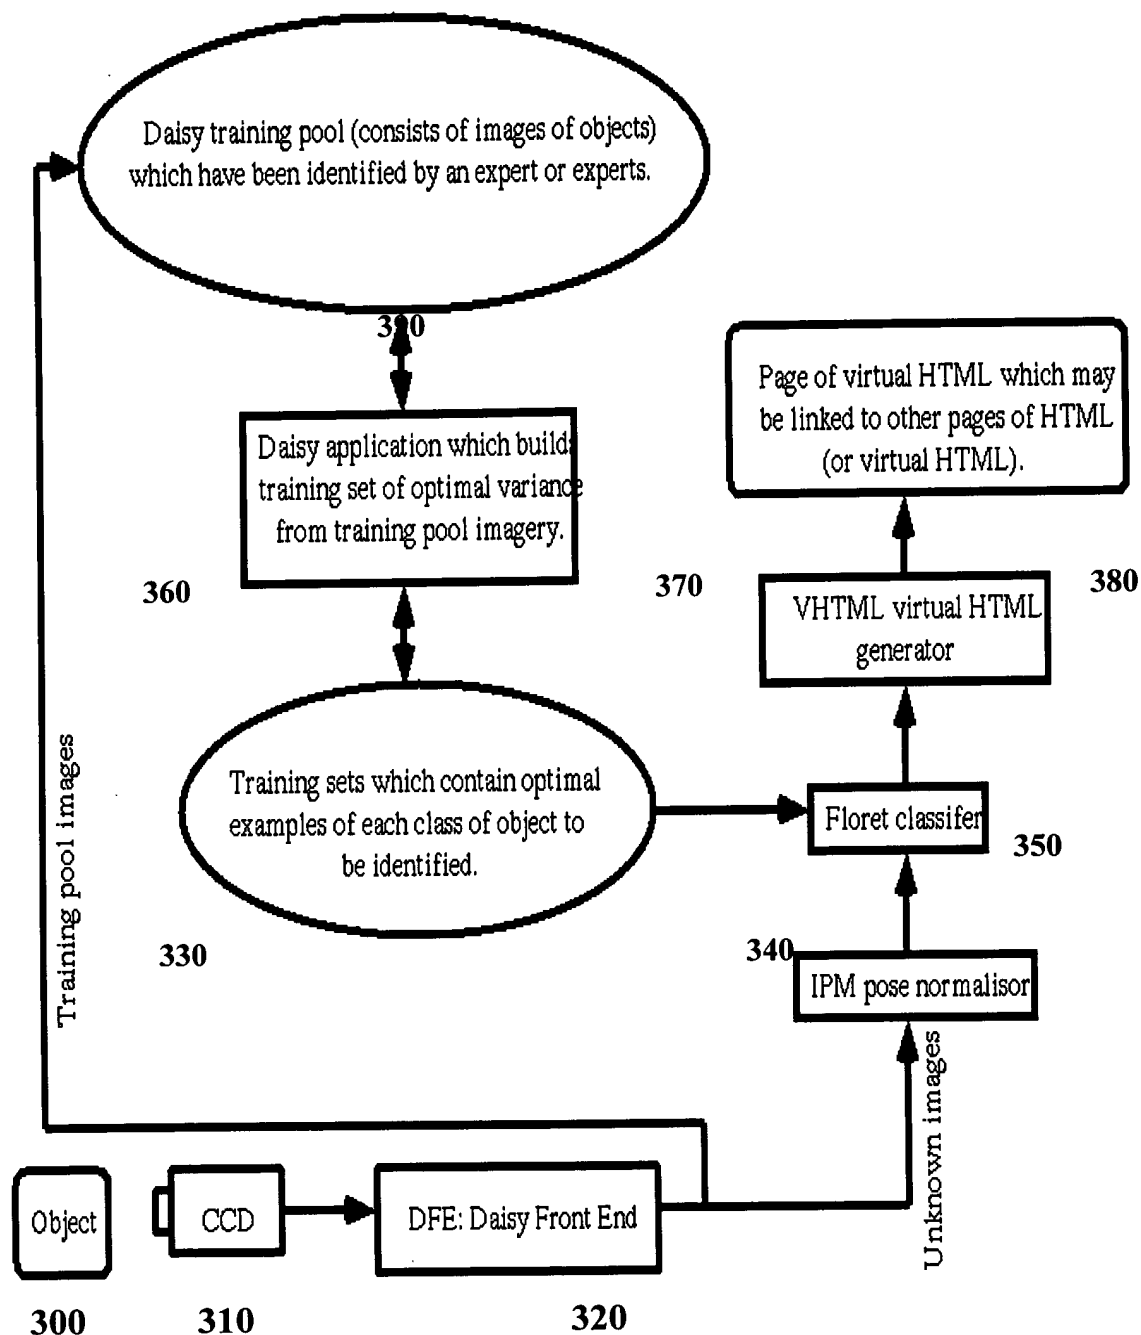 Daisy training pool (consists of images of objects)
which have been identified by an expert or experts.
390
Page of virtual HTML which may
be linked to other pages of HTML
(or virtual HTML).
Daisy application which builds
training set of optimal variance
from training pool imagery.
360
370
380
VHTML virtual HTML
generator
Training sets which contain optimal
examples of each class of object to
be identified.
Floret classifer
350
330
340
IPM pose normalisor
Training pool images
Unknown images
Object
CCD
DFE: Daisy Front End
300
310
320